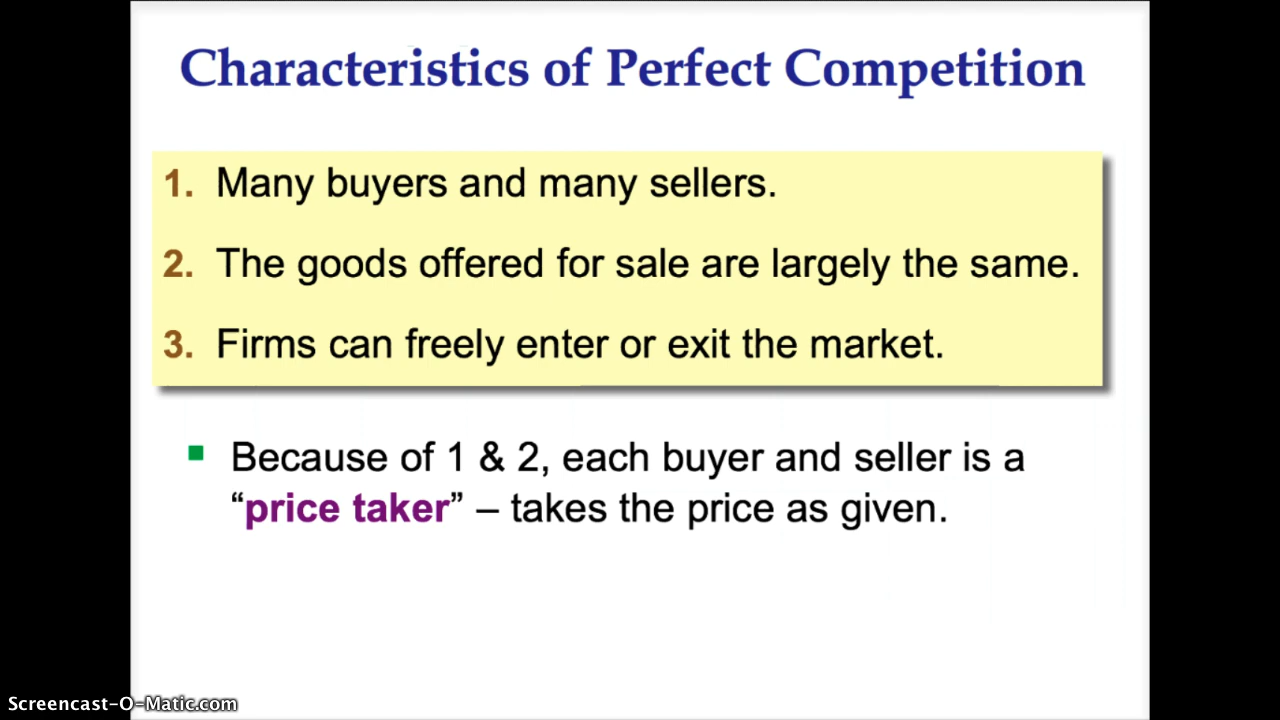 Characteristics of Perfect Competition
1. Many buyers and many sellers.
2. The goods offered for sale are largely the same.
3. Firms can freely enter or exit the market.
Because of 1 & 2, each buyer and seller is a
“price taker” – takes the price as given.
Screencast-O-Matic.com